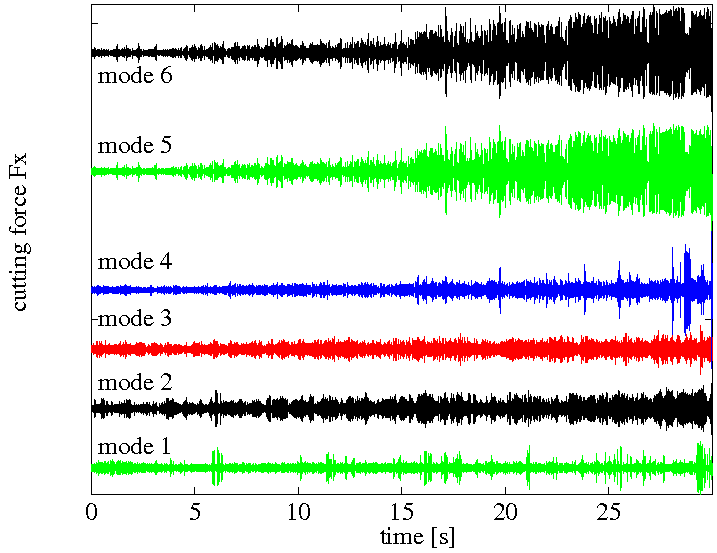 mode 6
mode 5
cutting force Fx
mode 4
mode 3
mode 2
mode 1
0 5 10 15 20 25
time [s]